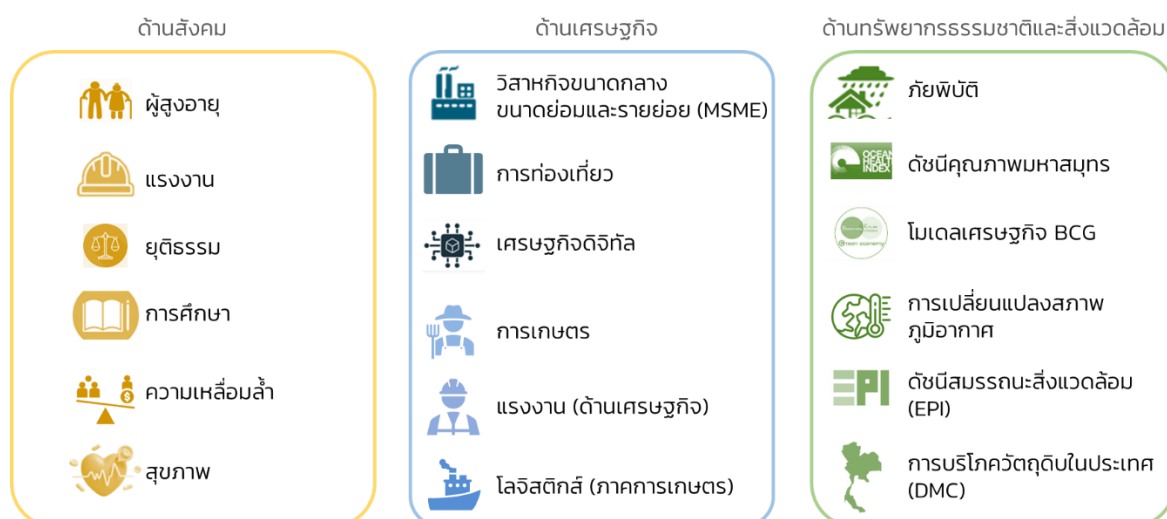 ด้านสังคม
ผู้สูงอายุ
แรงงาน
ยุติธรรม
การศึกษา
ความเหลื่อมล้ำ
สุขภาพ
ด้านเศรษฐกิจ
วิสาหกิจขนาดกลาง
ขนาดย่อมและรายย่อย (MSME)
การท่องเที่ยว
เศรษฐกิจดิจิทัล
การเกษตร
แรงงาน (ด้านเศรษฐกิจ)
โลจิสติกส์ (ภาคการเกษตร)
ด้านทรัพยากรธรรมชาติและสิ่งแวดล้อม
ภัยพิบัติ
OCEAN
HEALTH
INDEX
ดัชนีคุณภาพมหาสมุทร
โมเดลเศรษฐกิจ BCG
การเปลี่ยนแปลงสภาพ
ภูมิอากาศ
EPI
ดัชนีสมรรถนะสิ่งแวดล้อม
(EPI)
การบริโภควัตถุดิบในประเทศ
(DMC)